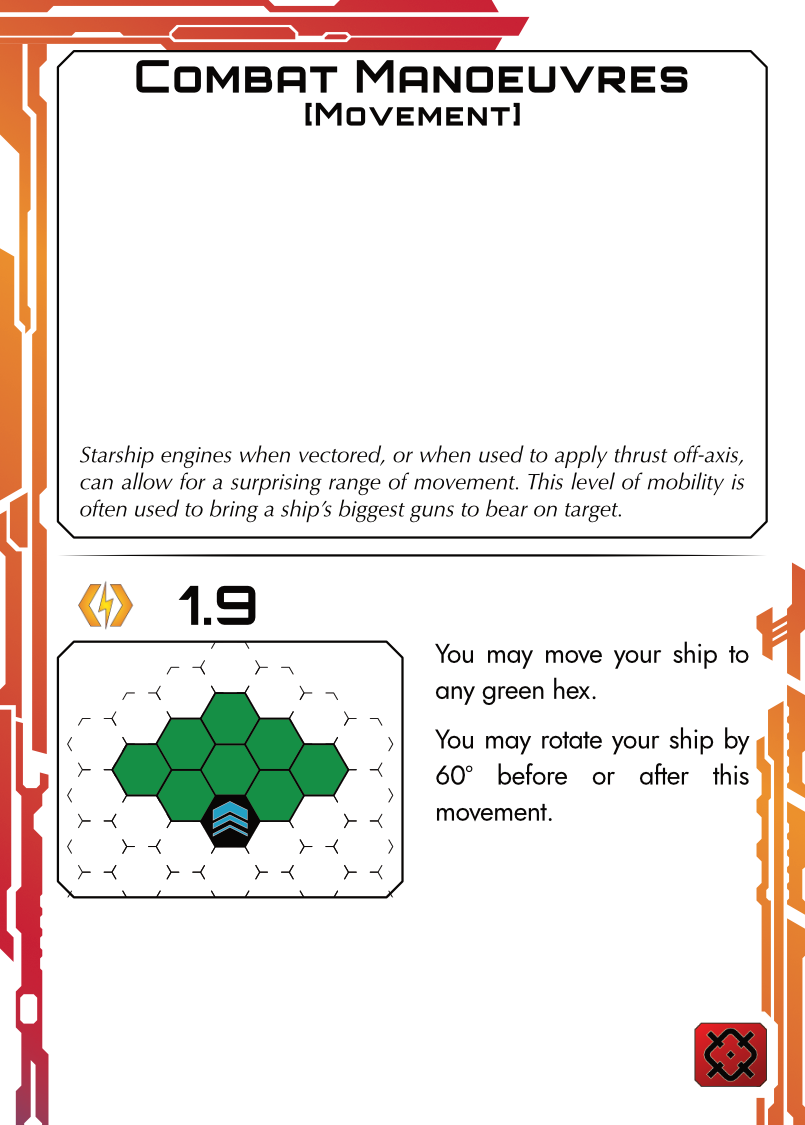 Combat Manoeuvres
[Movement]
Starship engines when vectored, or when used to apply thrust off-axis,
can allow for a surprising range of movement. This level of mobility is
often used to bring a ship's biggest guns to bear on target.
1.9
You may move your ship to
any green hex.
You may rotate your ship by
60° before or after this
movement.